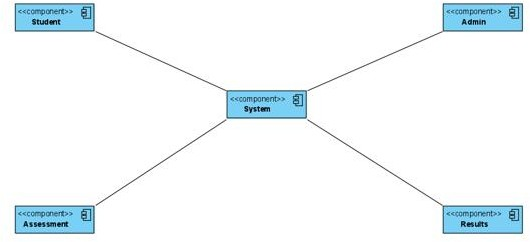 <<component>>
Student
<<component>>
Admin
<<component>>
System
<<component>>
Assessment
<<component>>
Results